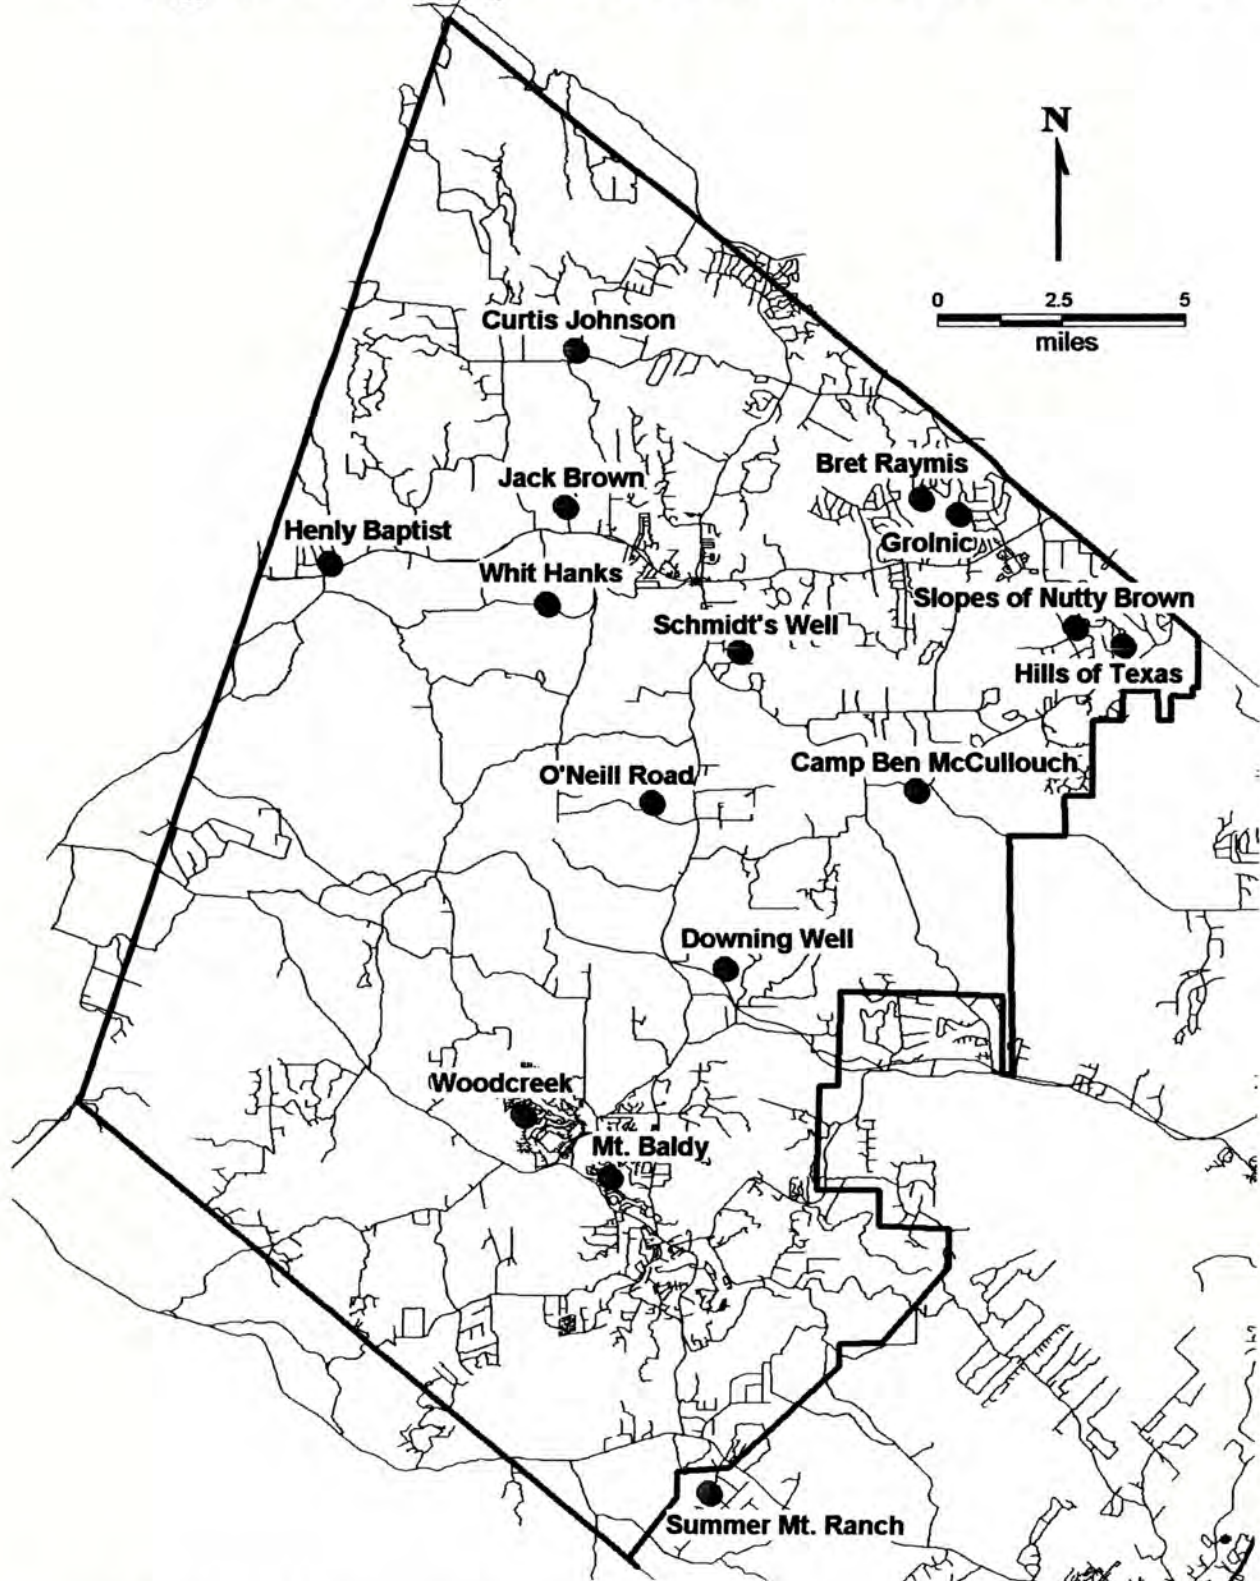 N
0 2.5 5
miles
Curtis Johnson
Bret Raymis
Jack Brown
Henly Baptist
Grolnic
Whit Hanks
Slopes of Nutty Brown
Schmidt's Well
Hills of Texas
Camp Ben McCullouch
O'Neill Road
Downing Well
Woodcreek
Mt. Baldy
Summer Mt. Ranch